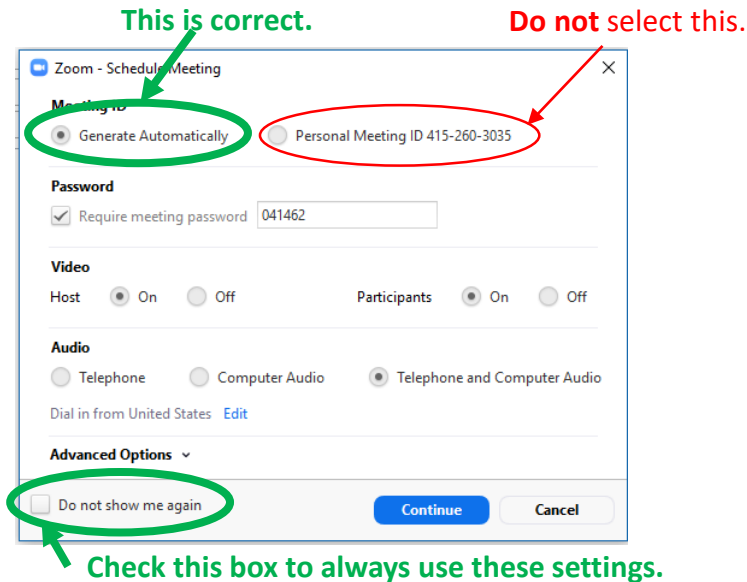 This is correct.
Do not select this.
Zoom - Schedule Meeting
Meeting ID
Generate Automatically
Personal Meeting ID 415-260-3035
Password
Require meeting password 041462
Video
Host On Off Participants On Off
Audio
Telephone Computer Audio Telephone and Computer Audio
Dial in from United States Edit
Advanced Options
Do not show me again
Continue
Cancel
Check this box to always use these settings.